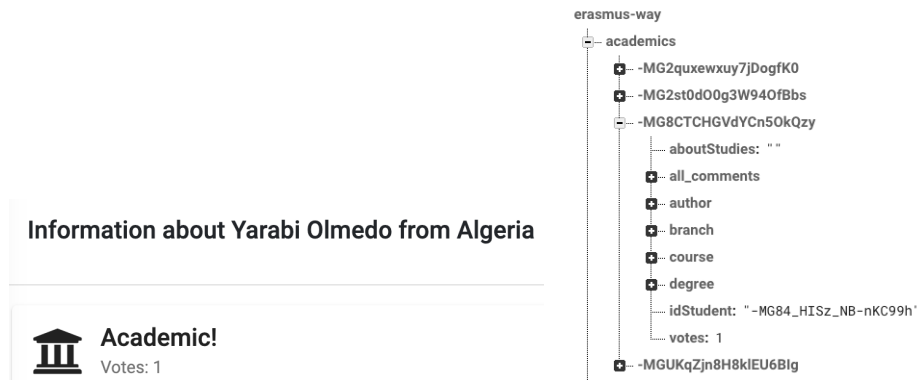 Information about Yarabi Olmedo from Algeria
Academic!
Votes: 1
erasmus-way
academics
-MG2quxewxuy7jDogfK0
-MG2st0dO0g3W94OfBbs
-MG8CTCHGVdYCn5OkQzy
aboutStudies: ""
all_comments
author
branch
course
degree
idStudent: "-MG84_HISz_NB-nKC99h"
votes: 1
-MGUKqZjn8H8klEU6BIg